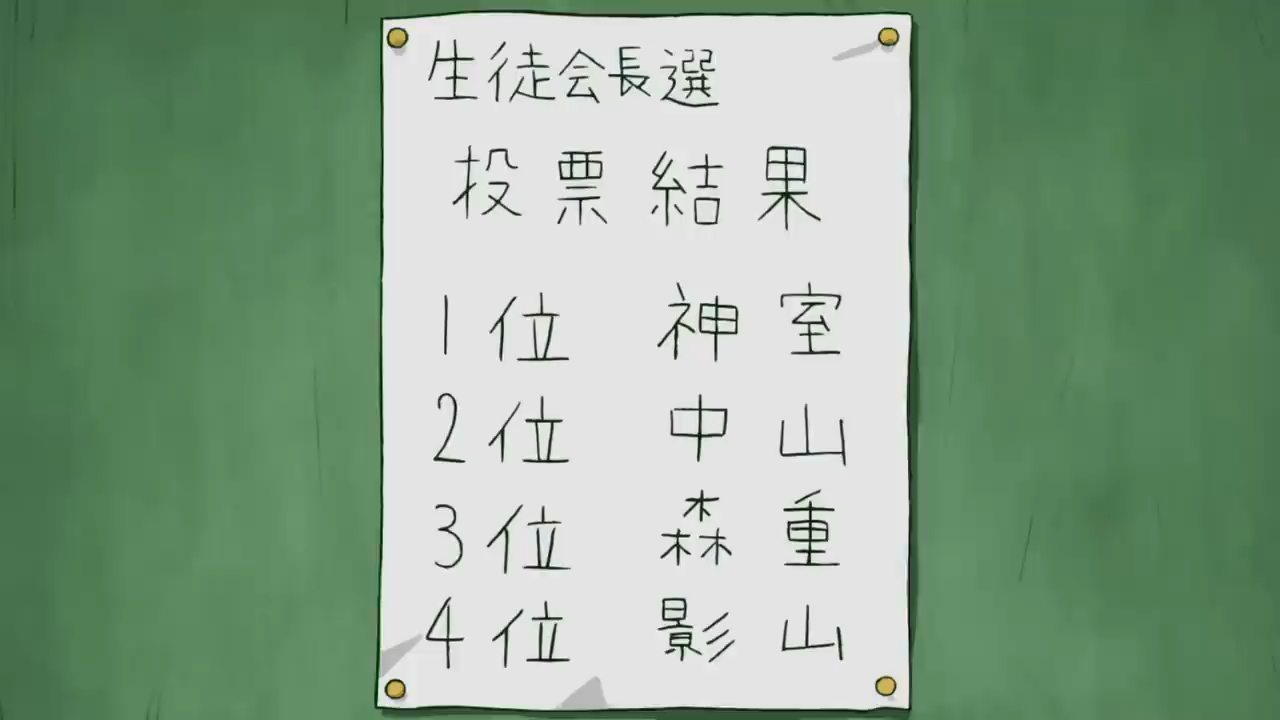 生徒会長選
投票結果
1位 神室
2位 中山
3位 森重
4位 影山